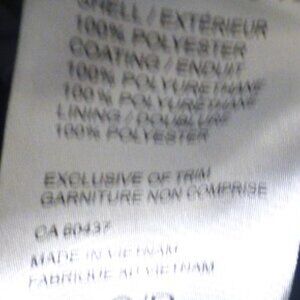 SHELL / EXTÉRIEUR
100% POLYESTER
COATING / ENDUIT
100% POLYURETHANE
100% POLYURÉTHANE
LINING / DOUBLURE
100% POLYESTER
EXCLUSIVE OF TRIM
GARNITURE NON COMPRISE
CA 80437
MADE IN VIETNAM
FABRIQUÉ AU VIETNAM